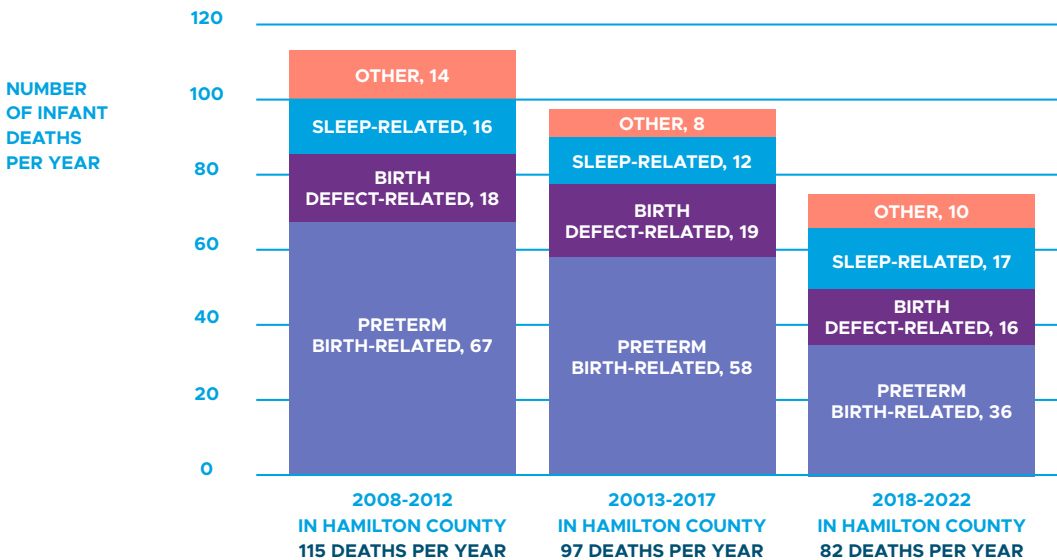 NUMBER
OF INFANT
DEATHS
PER YEAR
120
100
80
60
40
20
0
OTHER, 14
SLEEP-RELATED, 16
BIRTH
DEFECT-RELATED, 18
PRETERM
BIRTH-RELATED, 67
OTHER, 8
SLEEP-RELATED, 12
BIRTH
DEFECT-RELATED, 19
PRETERM
BIRTH-RELATED, 58
OTHER, 10
SLEEP-RELATED, 17
BIRTH
DEFECT-RELATED, 16
PRETERM
BIRTH-RELATED, 36
2008-2012
IN HAMILTON COUNTY
115 DEATHS PER YEAR
20013-2017
IN HAMILTON COUNTY
97 DEATHS PER YEAR
2018-2022
IN HAMILTON COUNTY
82 DEATHS PER YEAR